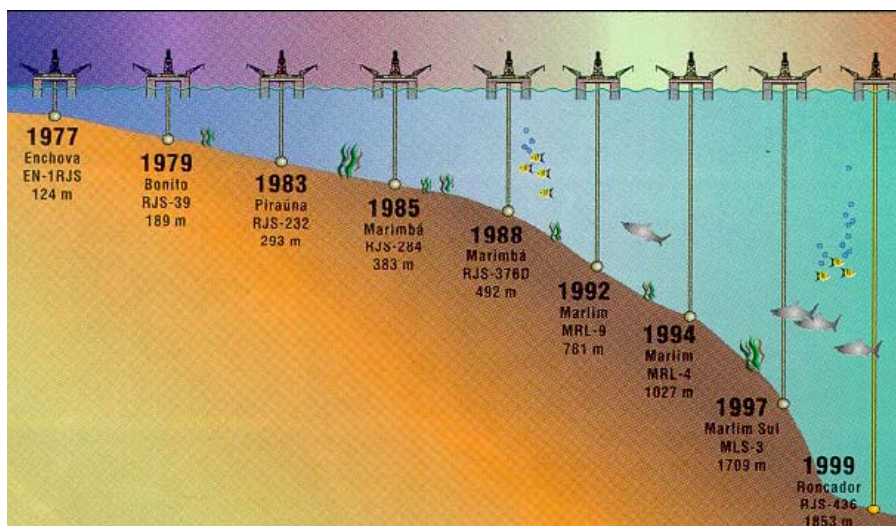 1977
Enchova
EN-1RJS
124 m
1979
Bonito
RJS-39
189 m
1983
Piraúna
RJS-232
293 m
1985
Marimbá
RJS-284
383 m
1988
Marimbá
RJS-376D
492 m
1992
Marlim
MRL-9
781 m
1994
Marlim
MRL-4
1027 m
1997
Marlim Sul
MLS-3
1709 m
1999
Roncador
RJS-436
1853 m